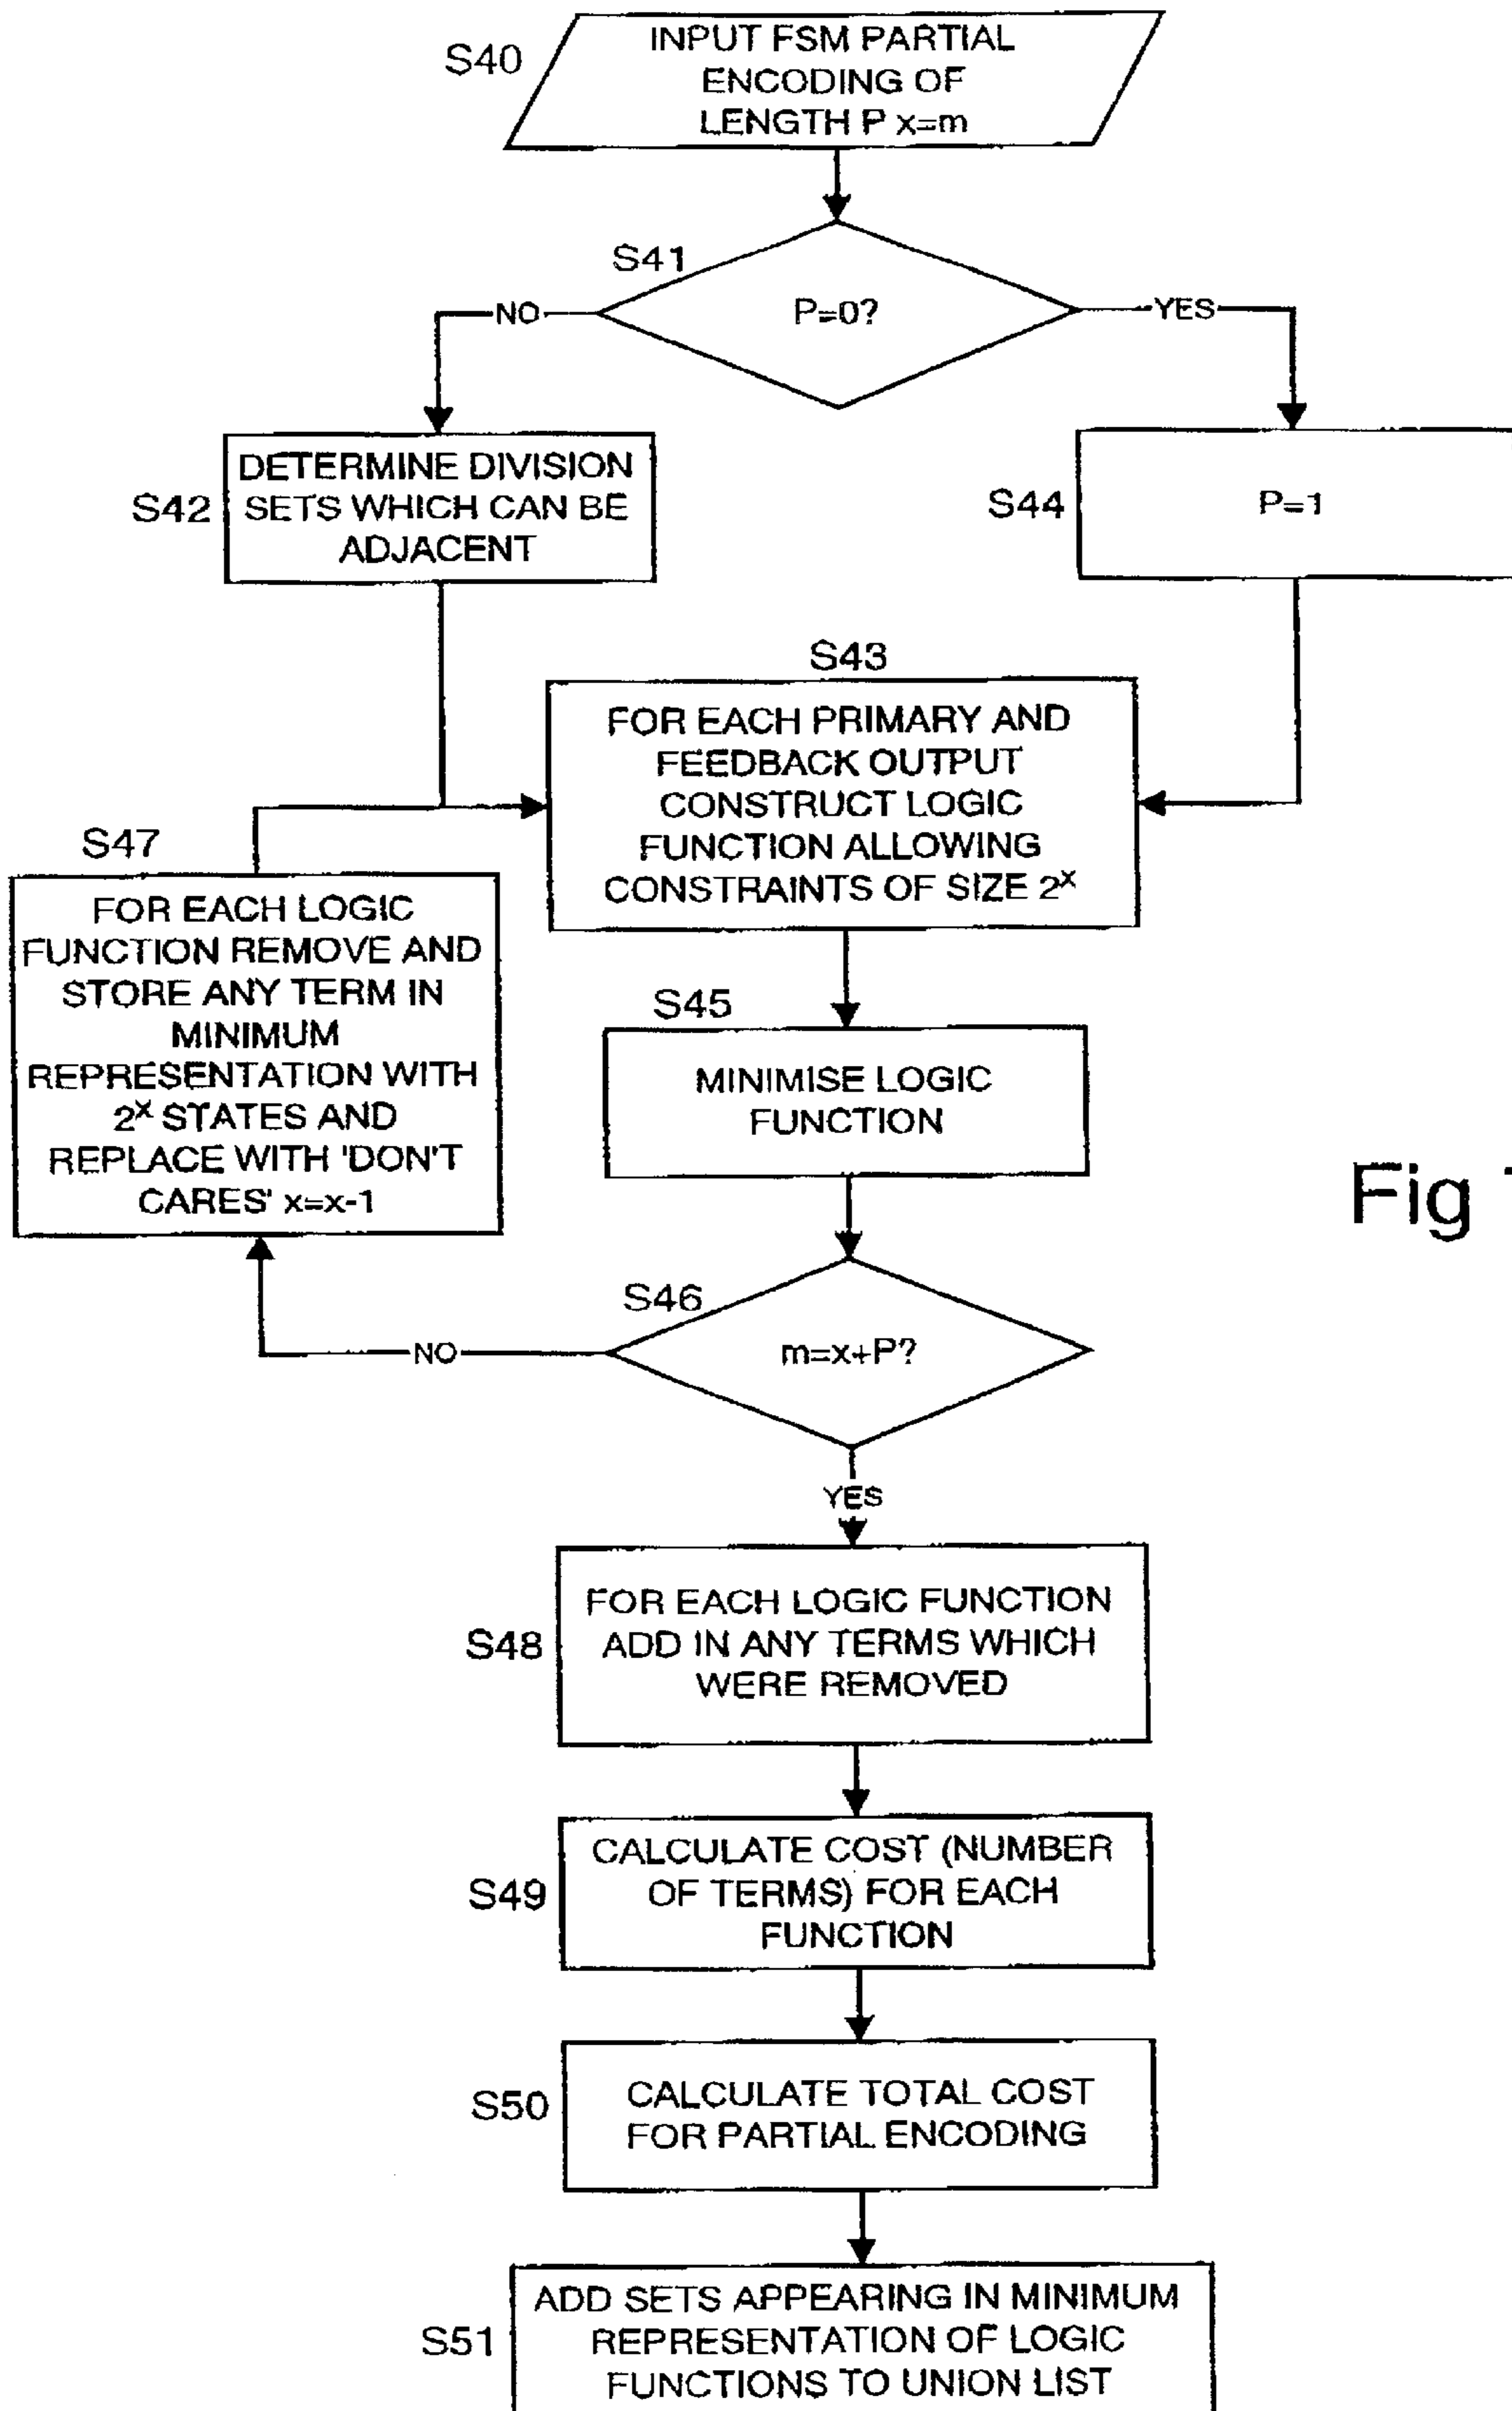 S40
INPUT FSM PARTIAL
ENCODING OF
LENGTH P x=m
S41
P=0?
NO
YES
S42
DETERMINE DIVISION
SETS WHICH CAN BE
ADJACENT
S44
P=1
S43
FOR EACH PRIMARY AND
FEEDBACK OUTPUT
CONSTRUCT LOGIC
FUNCTION ALLOWING
CONSTRAINTS OF SIZE 2^x
S47
FOR EACH LOGIC
FUNCTION REMOVE AND
STORE ANY TERM IN
MINIMUM
REPRESENTATION WITH
2^x STATES AND
REPLACE WITH 'DON'T
CARES' x=x-1
S45
MINIMISE LOGIC
FUNCTION
Fig
S46
m=x+P?
NO
YES
S48
FOR EACH LOGIC FUNCTION
ADD IN ANY TERMS WHICH
WERE REMOVED
S49
CALCULATE COST (NUMBER
OF TERMS) FOR EACH
FUNCTION
S50
CALCULATE TOTAL COST
FOR PARTIAL ENCODING
S51
ADD SETS APPEARING IN MINIMUM
REPRESENTATION OF LOGIC
FUNCTIONS TO UNION LIST